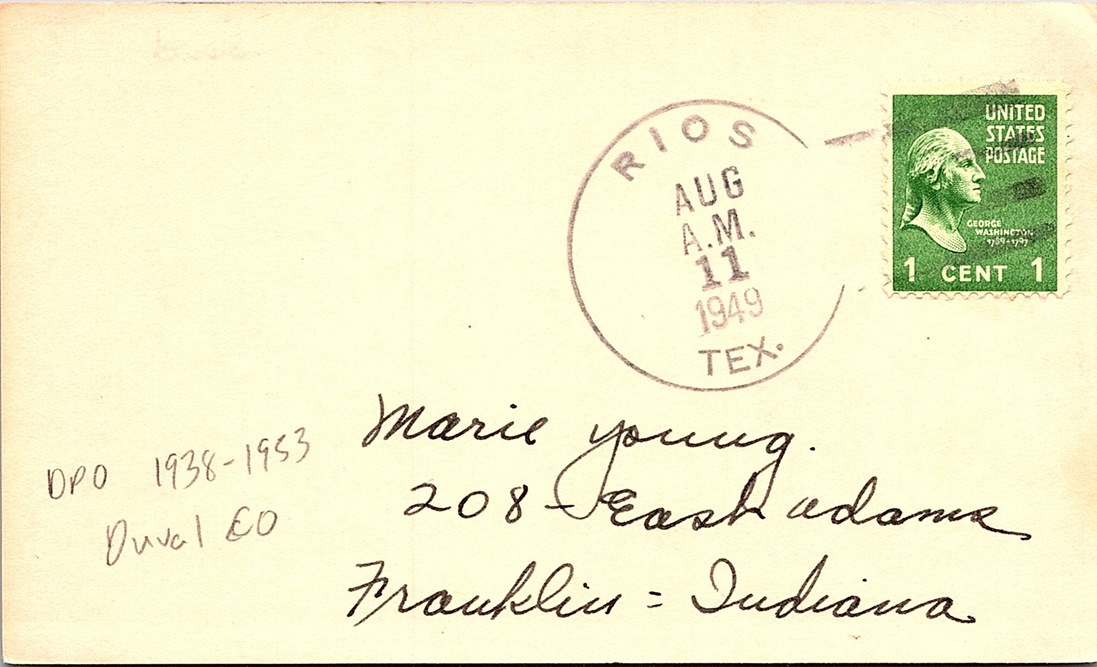 RIOS
AUG
A.M.
11
1949
TEX.
UNITED
STATES
POSTAGE
GEORGE
WASHINGTON
1789-1797
1 CENT 1
Marie Young.
208 - East Adams
Franklin = Indiana
DPO 1938-1953
Duval CO